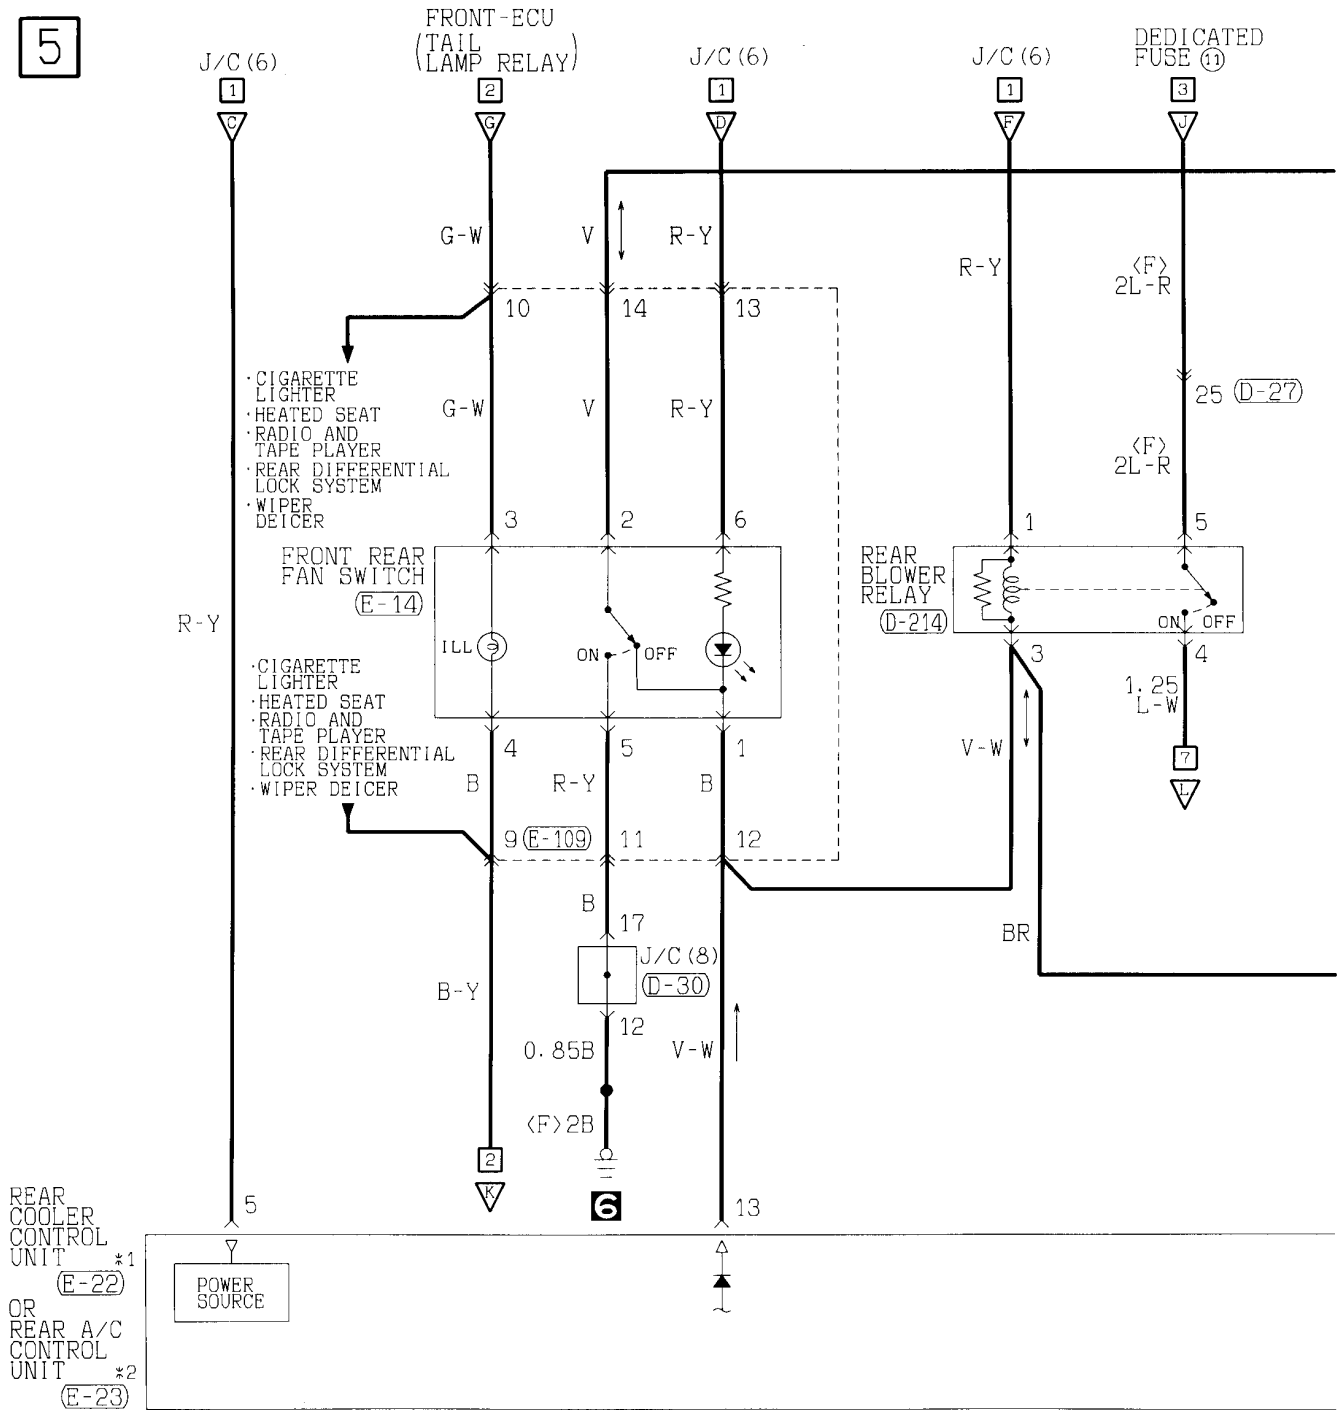 5
FRONT-ECU
(TAIL
LAMP RELAY)
J/C(6)
J/C(6)
J/C(6)
DEDICATED
FUSE ⑪
1
2
1
1
3
C
G
D
F
J
G-W
V
R-Y
R-Y
<F>
2L-R
10
14
13
·CIGARETTE
LIGHTER
·HEATED SEAT
·RADIO AND
TAPE PLAYER
·REAR DIFFERENTIAL
LOCK SYSTEM
·WIPER
DEICER
G-W
V
R-Y
25 (D-27)
<F>
2L-R
3
2
6
1
5
FRONT REAR
FAN SWITCH
(E-14)
REAR
BLOWER
RELAY
(D-214)
R-Y
ILL
ON
OFF
ON
OFF
·CIGARETTE
LIGHTER
·HEATED SEAT
·RADIO AND
TAPE PLAYER
·REAR DIFFERENTIAL
LOCK SYSTEM
·WIPER DEICER
4
5
1
3
4
1.25
L-W
B
R-Y
B
V-W
7
L
9 (E-109)
11
12
B
17
J/C(8)
(D-30)
BR
B-Y
12
0.85B
V-W
<F>2B
2
K
6
5
13
REAR
COOLER
CONTROL
UNIT *1
(E-22)
OR
REAR A/C
CONTROL
UNIT *2
(E-23)
POWER
SOURCE